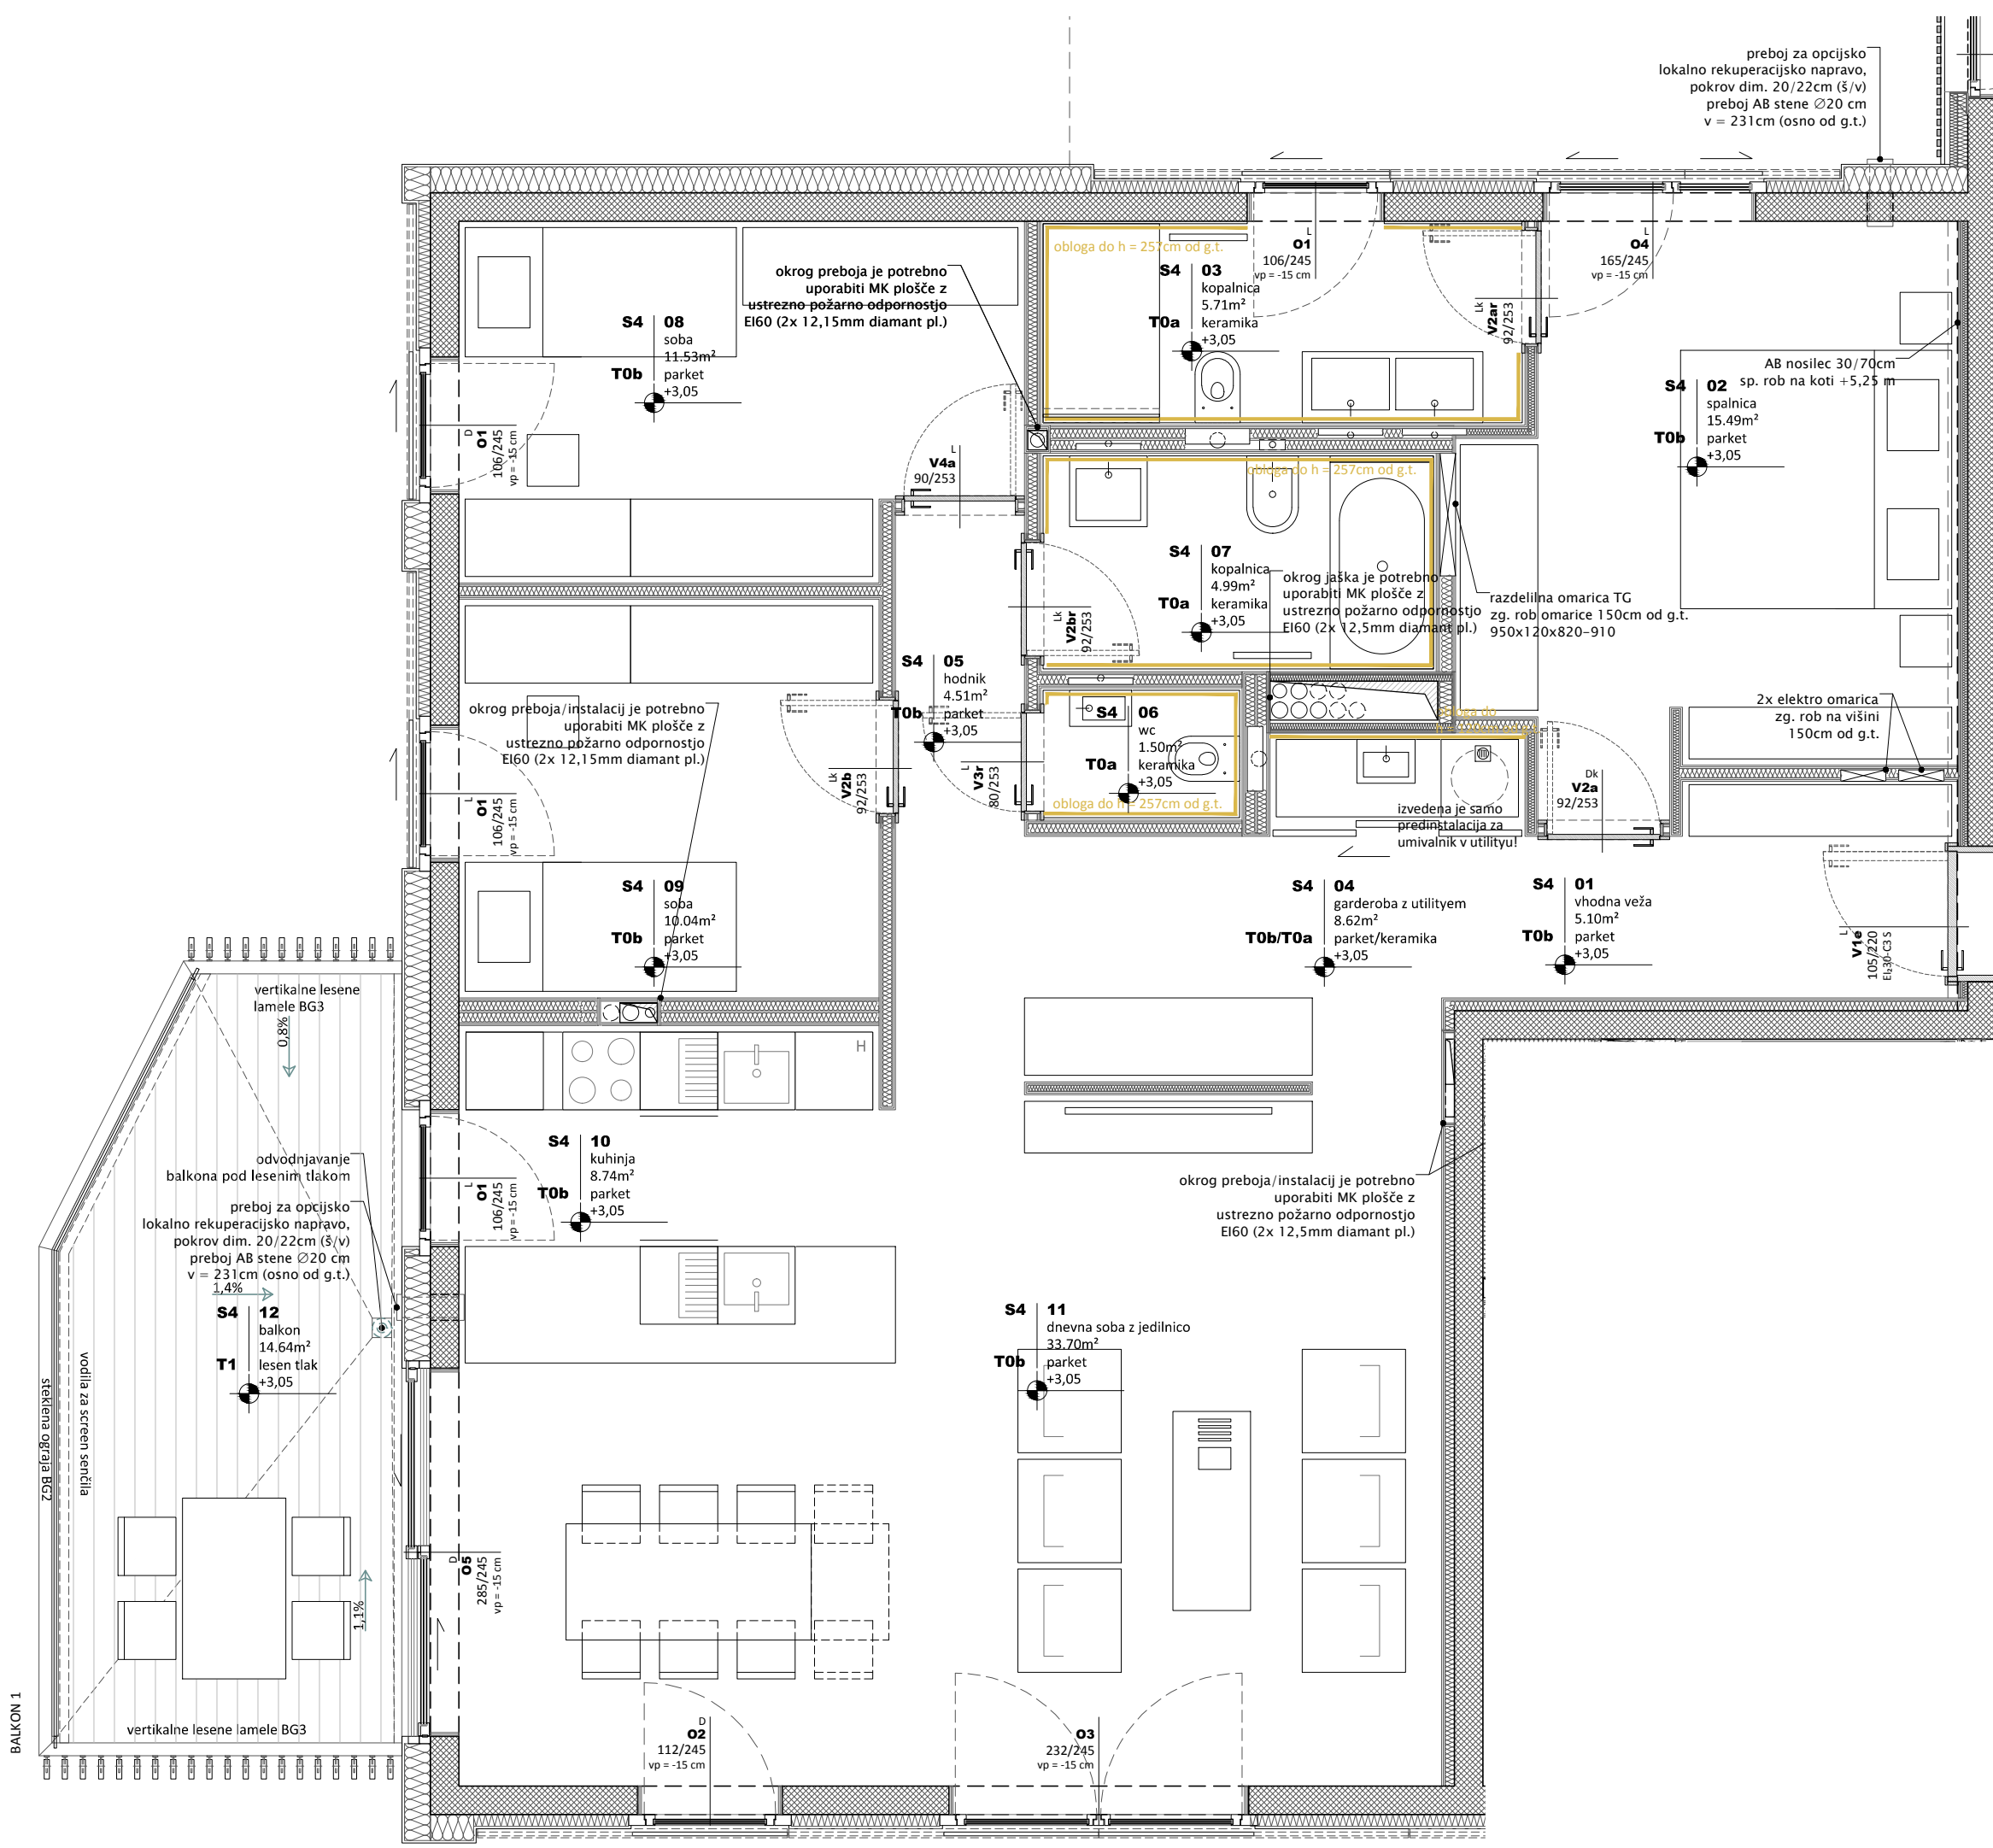 preboj za opcijsko
lokalno rekuperacijsko napravo,
pokrov dim. 20/22cm (š/v)
preboj AB stene ∅20 cm
v = 231cm (osno od g.t.)
obloga do h = 257cm od g.t.
L
O1
106/245
vp = -15 cm
L
O4
165/245
vp = -15 cm
okrog preboja je potrebno
uporabiti MK plošče z
ustrezno požarno odpornostjo
EI60 (2x 12,15mm diamant pl.)
S4 03
kopalnica
5.71m²
T0a keramika
+3,05
Lk
V2ar
92/253
S4 08
soba
11.53m²
T0b parket
+3,05
AB nosilec 30/70cm
sp. rob na koti +5,25 m
S4 02
spalnica
15.49m²
T0b parket
+3,05
D
O1
106/245
vp = -15 cm
L
V4a
90/253
obloga do h = 257cm od g.t.
S4 07
kopalnica
4.99m²
T0a keramika
+3,05
okrog jaška je potrebno
uporabiti MK plošče z
ustrezno požarno odpornostjo
EI60 (2x 12,5mm diamant pl.)
razdelilna omarica TG
zg. rob omarice 150cm od g.t.
950x120x820-910
Lk
V2br
92/253
S4 05
hodnik
4.51m²
T0b parket
+3,05
okrog preboja/instalacij je potrebno
uporabiti MK plošče z
ustrezno požarno odpornostjo
EI60 (2x 12,15mm diamant pl.)
S4 06
wc
1.50m²
T0a keramika
+3,05
obloga do h = 257cm od g.t.
obloga do
2x elektro omarica
zg. rob na višini
150cm od g.t.
L
O1
106/245
vp = -15 cm
Lk
V2b
92/253
L
V3r
80/253
Dk
V2a
92/253
izvedena je samo
predinstalacija za
umivalnik v utilityu!
S4 09
soba
10.04m²
T0b parket
+3,05
S4 04
garderoba z utilityem
8.62m²
T0b/T0a parket/keramika
+3,05
S4 01
vhodna veža
5.10m²
T0b parket
+3,05
L
V1e
105/220
EI₂30-C3 S
vertikalne lesene
lamele BG3
0,8%
H
S4 10
kuhinja
8.74m²
T0b parket
+3,05
L
O1
106/245
vp = -15 cm
odvodnjavanje
balkona pod lesenim tlakom
preboj za opcijsko
lokalno rekuperacijsko napravo,
pokrov dim. 20/22cm (š/v)
preboj AB stene ∅20 cm
v = 231cm (osno od g.t.)
1,4%
okrog preboja/instalacij je potrebno
uporabiti MK plošče z
ustrezno požarno odpornostjo
EI60 (2x 12,5mm diamant pl.)
S4 12
balkon
14.64m²
T1 lesen tlak
+3,05
S4 11
dnevna soba z jedilnico
33.70m²
T0b parket
+3,05
steklena ograja BG2
vodila za screen senčila
D
O5
285/245
vp = -15 cm
1,1%
BALKON 1
vertikalne lesene lamele BG3
D
O2
112/245
vp = -15 cm
O3
232/245
vp = -15 cm